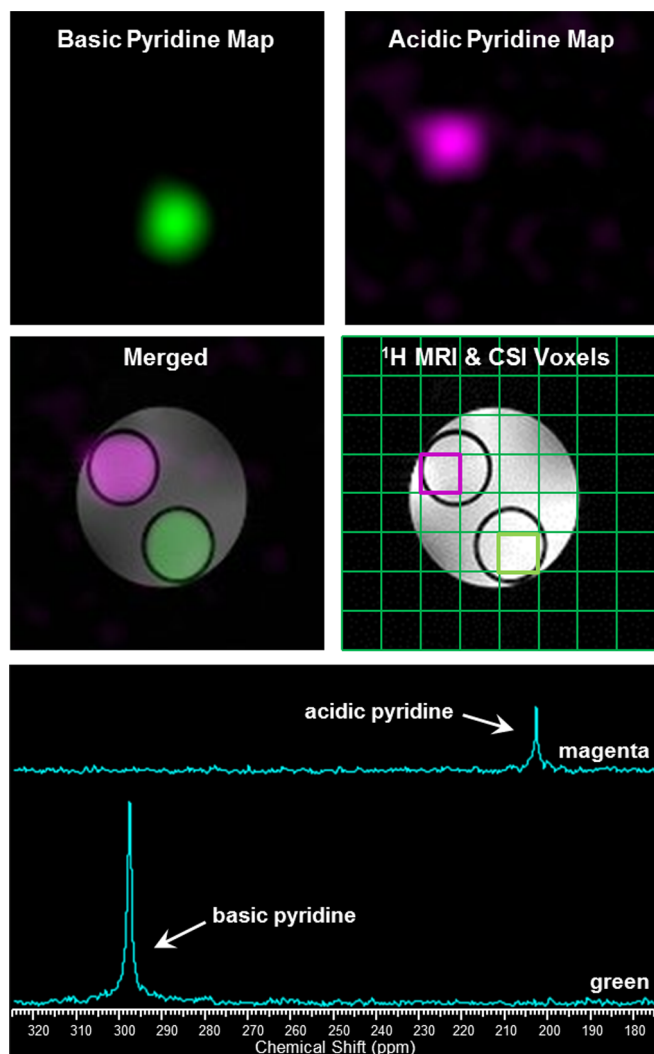 Basic Pyridine Map
Acidic Pyridine Map
Merged
¹H MRI & CSI Voxels
acidic pyridine
magenta
basic pyridine
green
320 310 300 290 280 270 260 250 240 230 220 210 200 190 180
Chemical Shift (ppm)